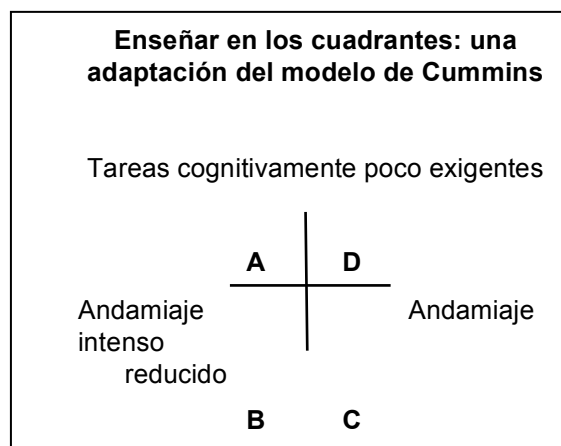 Enseñar en los cuadrantes: una
adaptación del modelo de Cummins
Tareas cognitivamente poco exigentes
A D
Andamiaje Andamiaje
intenso
reducido
B C